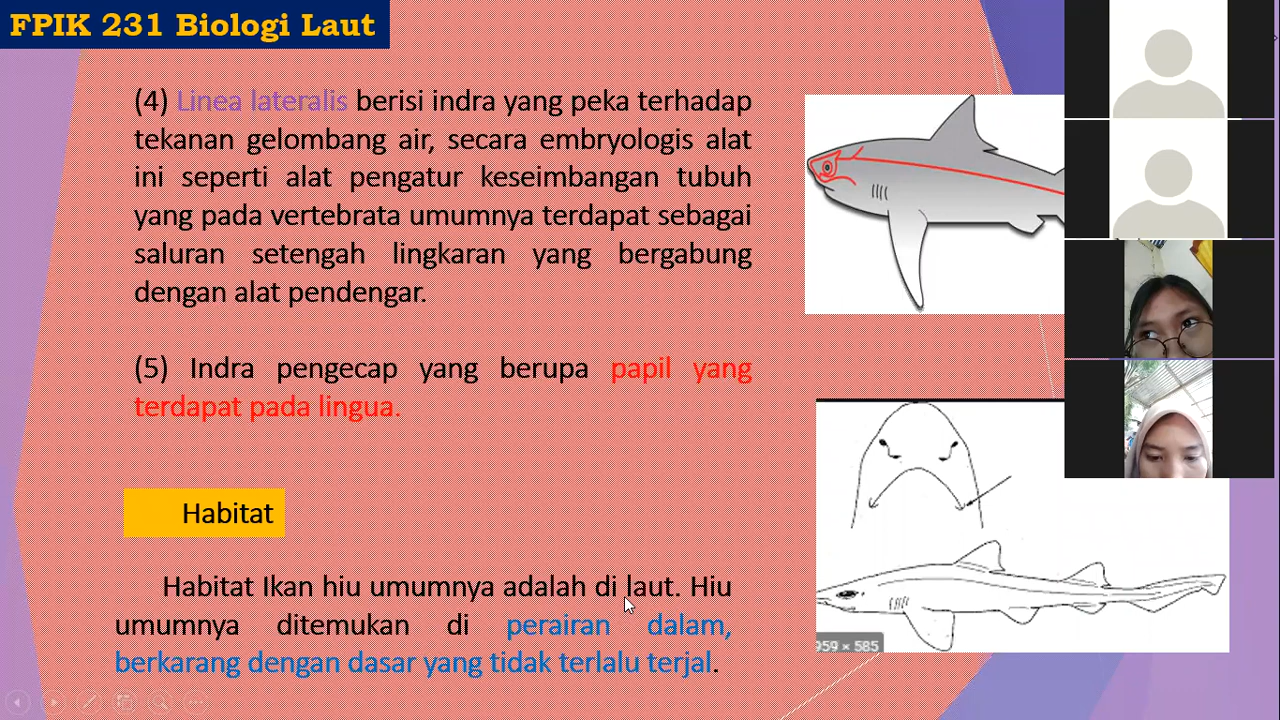 FPIK 231 Biologi Laut
(4) Linea lateralis berisi indra yang peka terhadap
tekanan gelombang air, secara embryologis alat
ini seperti alat pengatur keseimbangan tubuh
yang pada vertebrata umumnya terdapat sebagai
saluran setengah lingkaran yang bergabung
dengan alat pendengar.
(5) Indra pengecap yang berupa papil yang
terdapat pada lingua.
Habitat
Habitat Ikan hiu umumnya adalah di laut. Hiu
umumnya ditemukan di perairan dalam,
berkarang dengan dasar yang tidak terlalu terjal.
959 × 585